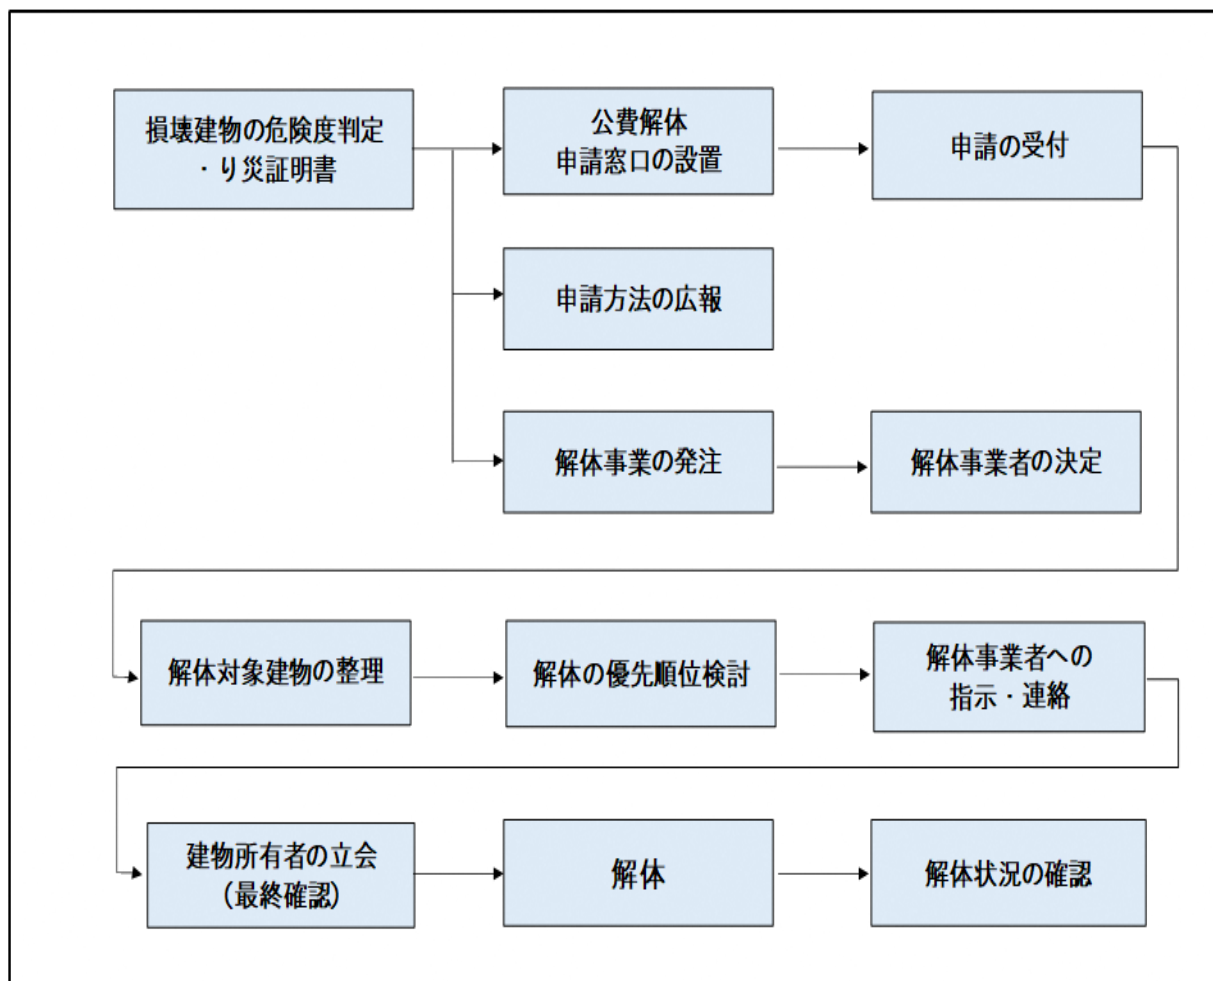 損壊建物の危険度判定
・り災証明書
公費解体
申請窓口の設置
申請の受付
申請方法の広報
解体事業の発注
解体事業者の決定
解体対象建物の整理
解体の優先順位検討
解体事業者への
指示・連絡
建物所有者の立会
(最終確認)
解体
解体状況の確認